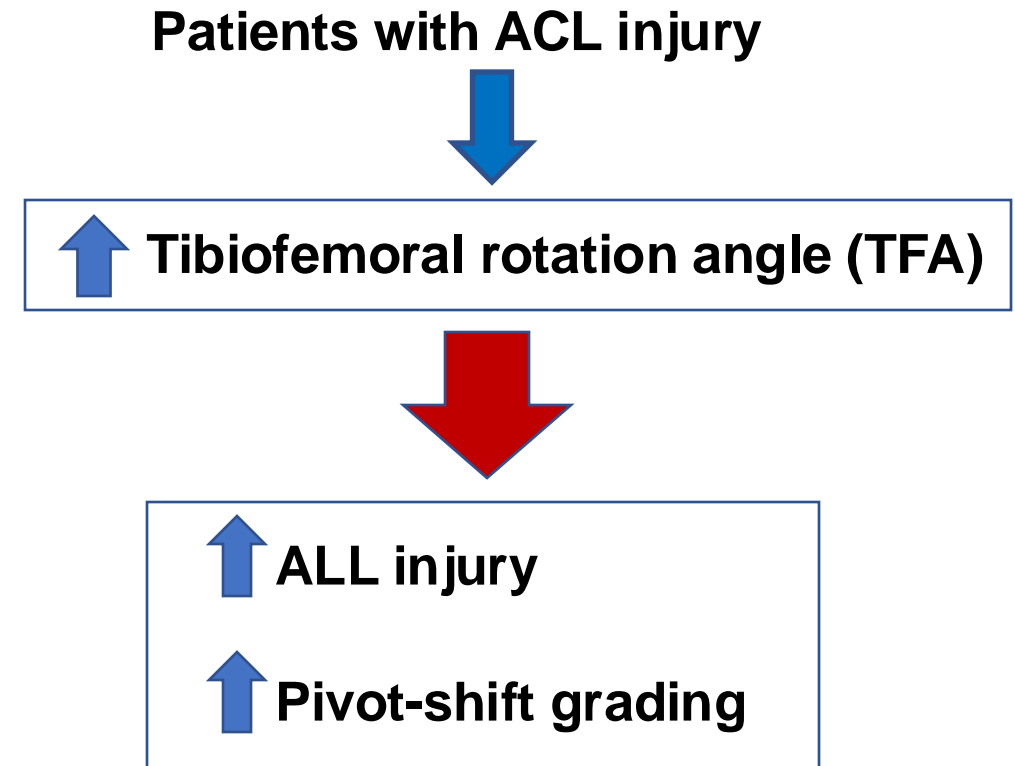 Patients with ACL injury
Tibiofemoral rotation angle (TFA)
ALL injury
Pivot-shift grading